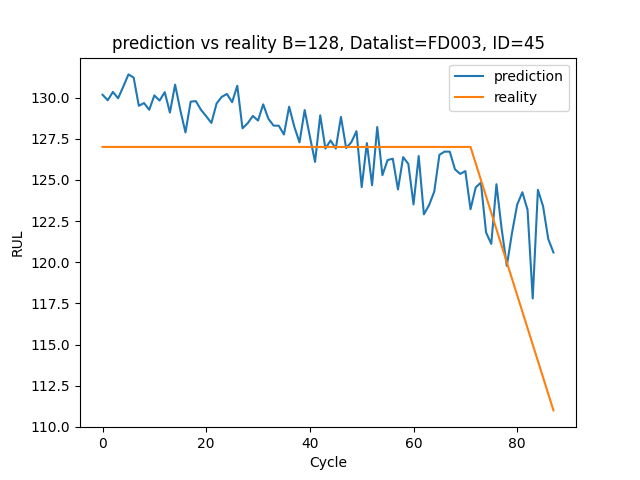 prediction vs reality B=128, Datalist=FD003, ID=45
prediction
reality
130.0
127.5
125.0
122.5
120.0
117.5
115.0
112.5
110.0
RUL
0 20 40 60 80
Cycle